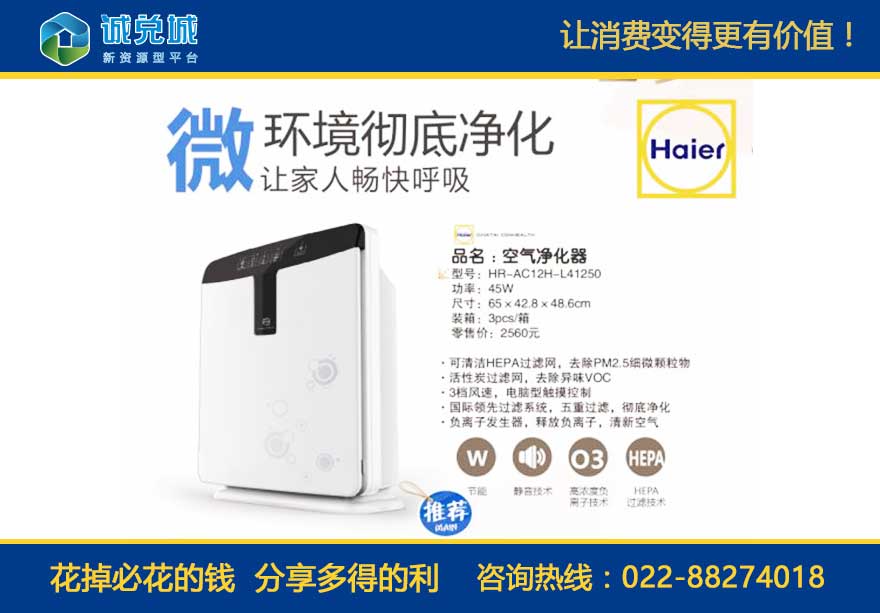 诚兑城
新资源型平台
让消费变得更有价值！
微
环境彻底净化
让家人畅快呼吸
Haier
Haier
品名：空气净化器
型号：HR-AC12H-L41250
功率：45W
尺寸：65 x 42.8 x 48.6cm
装箱：3pcs/箱
零售价：2560元
·可清洁HEPA过滤网，去除PM2.5细微颗粒物
·活性炭过滤网，去除异味VOC
·3档风速，电脑型触摸控制
·国际领先过滤系统，五重过滤，彻底净化
·负离子发生器，释放负离子，清新空气
W
O3
HEPA
节能
静音技术
高浓度负
离子技术
HEPA
过滤技术
推荐
MAIN
花掉必花的钱 分享多得的利 咨询热线：022-88274018